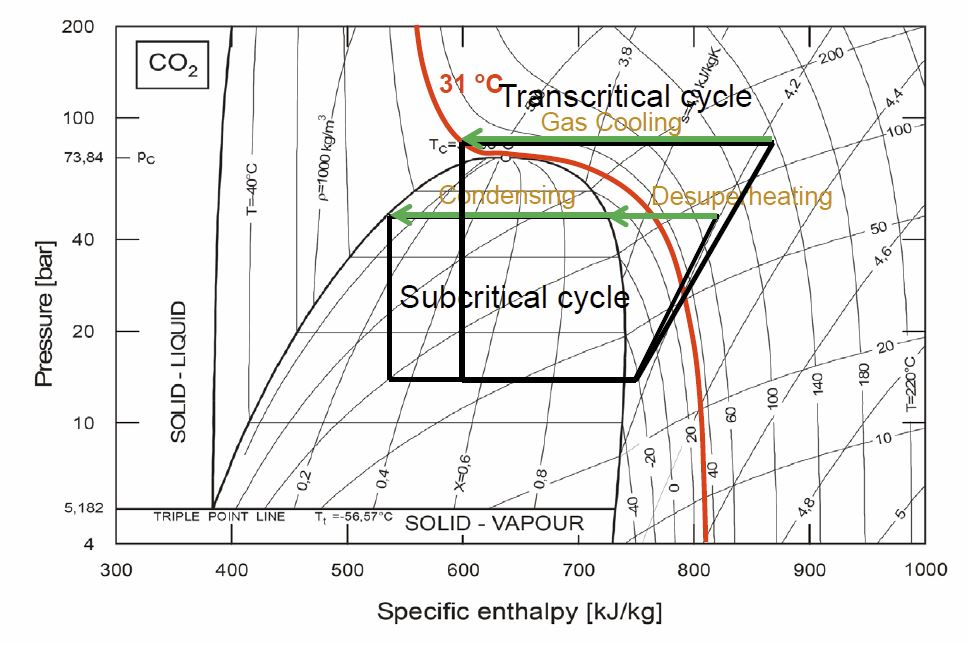 200
CO₂
31 °C
Transcritical cycle
3,8
4,2
200
4,4
100
Gas Cooling
100
73,84
pC
T=-40°C
ρ=1000 kg/m³
Condensing
Desuperheating
40
50
4,6
Pressure [bar]
SOLID - LIQUID
Subcritical cycle
20
20
T=220°C
180
140
100
60
20
10
10
-20
40
0,2
0,4
X=0,6
0,8
0
-40
4,8
5
5,182
TRIPLE POINT LINE
Tt =-56,57°C
SOLID - VAPOUR
4
300
400
500
600
700
800
900
1000
Specific enthalpy [kJ/kg]